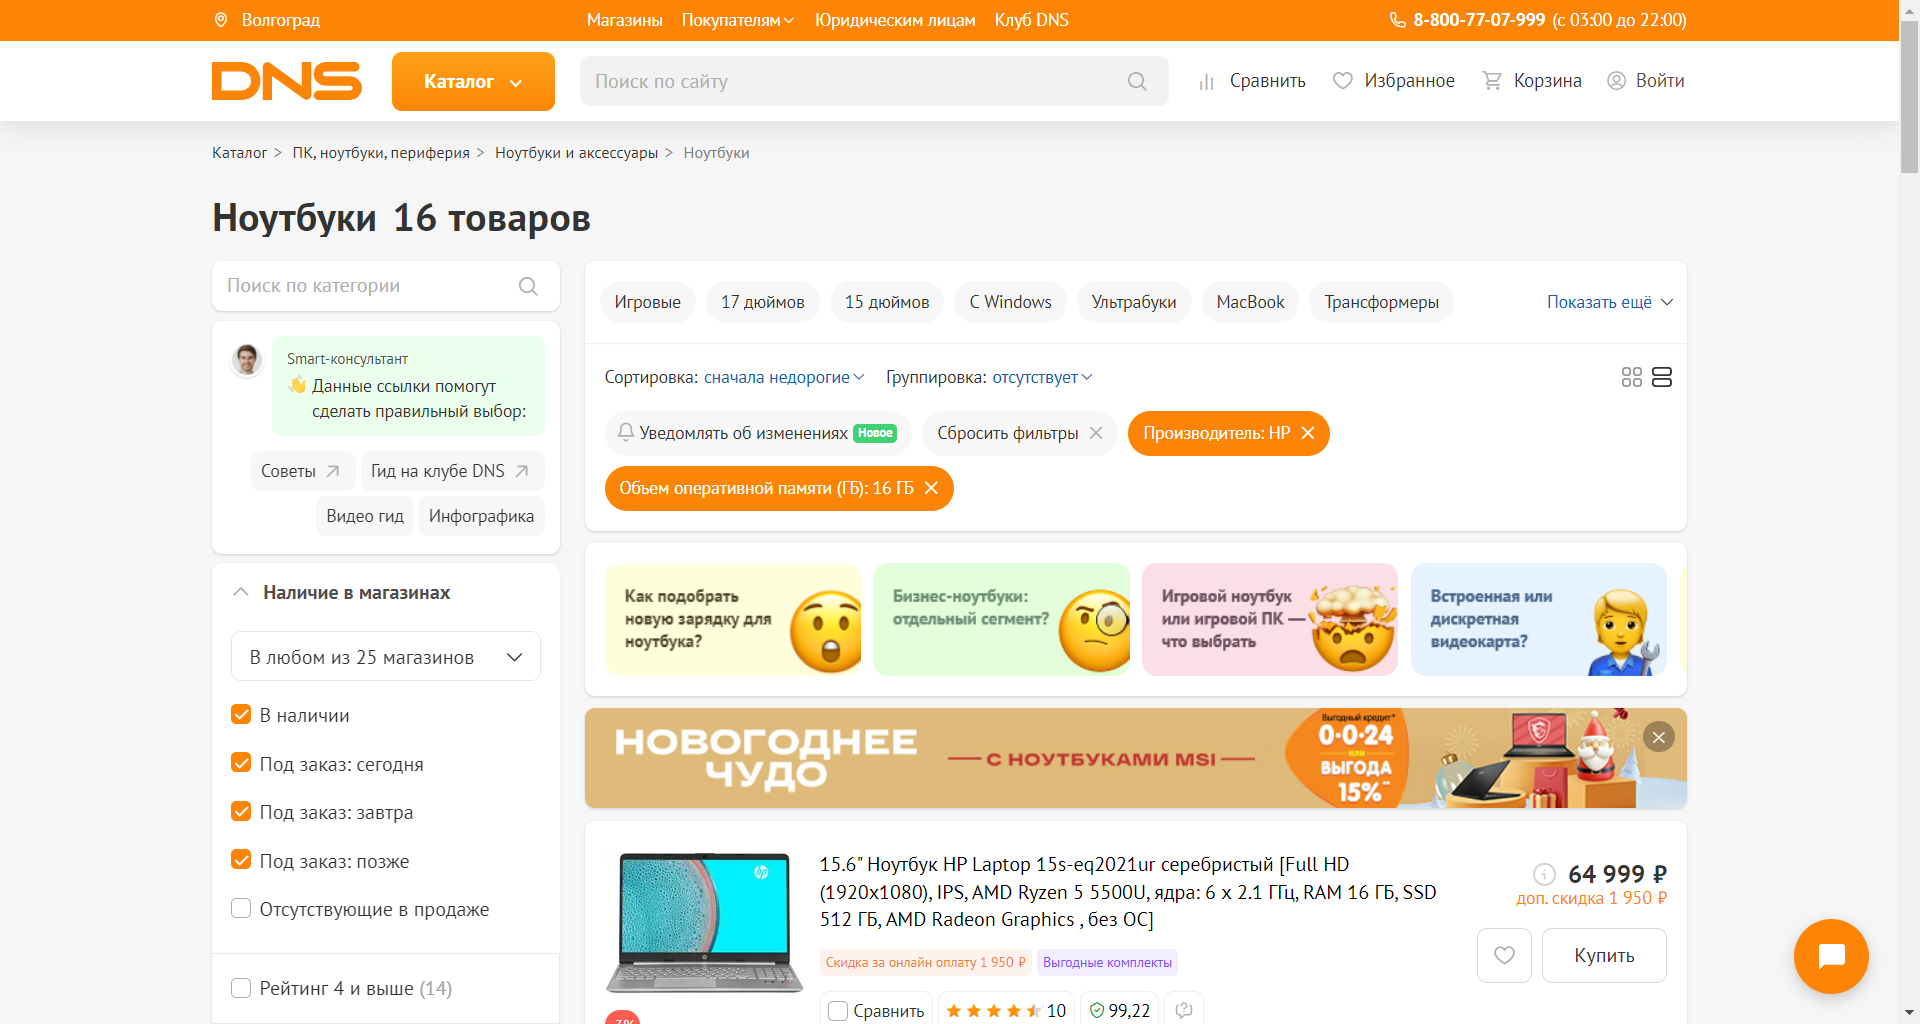 Волгоград
Магазины Покупателям Юридическим лицам Клуб DNS
8-800-77-07-999 (с 03:00 до 22:00)
DNS
Каталог
Поиск по сайту
Сравнить Избранное Корзина Войти
Каталог > ПК, ноутбуки, периферия > Ноутбуки и аксессуары > Ноутбуки
Ноутбуки 16 товаров
Поиск по категории
Smart-консультант
👋 Данные ссылки помогут
сделать правильный выбор:
Советы Гид на клубе DNS
Видео гид Инфографика
Наличие в магазинах
В любом из 25 магазинов
В наличии
Под заказ: сегодня
Под заказ: завтра
Под заказ: позже
Отсутствующие в продаже
Рейтинг 4 и выше (14)
Игровые 17 дюймов 15 дюймов С Windows Ультрабуки MacBook Трансформеры Показать ещё
Сортировка: сначала недорогие Группировка: отсутствует
Уведомлять об изменениях Новое Сбросить фильтры Производитель: HP
Объем оперативной памяти (ГБ): 16 ГБ
Как подобрать
новую зарядку для
ноутбука?
Бизнес-ноутбуки:
отдельный сегмент?
Игровой ноутбук
или игровой ПК —
что выбрать
Встроенная или
дискретная
видеокарта?
НОВОГОДНЕЕ
ЧУДО
С НОУТБУКАМИ MSI
Выгодный кредит*
0-0-24
или
ВЫГОДА
15%**
15.6" Ноутбук HP Laptop 15s-eq2021ur серебристый [Full HD
(1920x1080), IPS, AMD Ryzen 5 5500U, ядра: 6 х 2.1 ГГц, RAM 16 ГБ, SSD
512 ГБ, AMD Radeon Graphics , без ОС]
64 999 ₽
доп. скидка 1 950 ₽
Скидка за онлайн оплату 1 950 ₽ Выгодные комплекты
Купить
Сравнить 10 99,22
hp
-3%